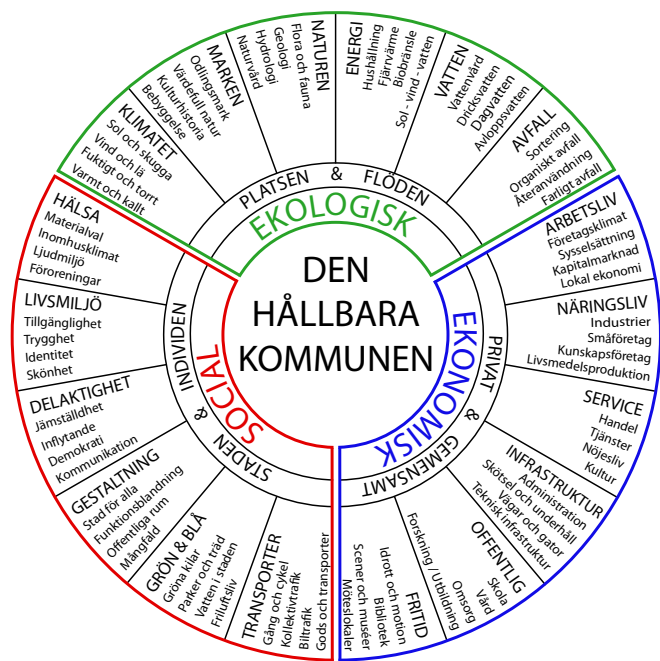 DEN
HÅLLBARA
KOMMUNEN
EKOLOGISK
PLATSEN & FLÖDEN
KLIMATET
Sol och skugga
Vind och lä
Fuktigt och torrt
Varmt och kallt
MARKEN
Odlingsmark
Värdefull natur
Kulturhistoria
Bebyggelse
NATUREN
Flora och fauna
Geologi
Hydrologi
Naturvård
ENERGI
Hushållning
Fjärrvärme
Biobränsle
Sol - vind - vatten
VATTEN
Vattenvård
Dricksvatten
Dagvatten
Avloppsvatten
AVFALL
Sortering
Organiskt avfall
Återanvändning
Farligt avfall
EKONOMISK
PRIVAT & GEMENSAMT
ARBETSLIV
Företagsklimat
Sysselsättning
Kapitalmarknad
Lokal ekonomi
NÄRINGSLIV
Industrier
Småföretag
Kunskapsföretag
Livsmedelsproduktion
SERVICE
Handel
Tjänster
Nöjesliv
Kultur
INFRASTRUKTUR
Administration
Skötsel och underhåll
Vägar och gator
Teknisk infrastruktur
OFFENTLIG
Skola
Vård
Omsorg
Forskning / Utbildning
FRITID
Idrott och motion
Bibliotek
Scener och muséer
Möteslokaler
SOCIAL
STADEN & INDIVIDEN
TRANSPORTER
Gång och cykel
Kollektivtrafik
Biltrafik
Gods och transporter
GRÖN & BLÅ
Gröna kilar
Parker och träd
Vatten i staden
Friluftsliv
GESTALTNING
Stad för alla
Funktionsblandning
Offentliga rum
Mångfald
DELAKTIGHET
Jämställdhet
Inflytande
Demokrati
Kommunikation
LIVSMILJÖ
Tillgänglighet
Trygghet
Identitet
Skönhet
HÄLSA
Materialval
Inomhusklimat
Ljudmiljö
Föroreningar